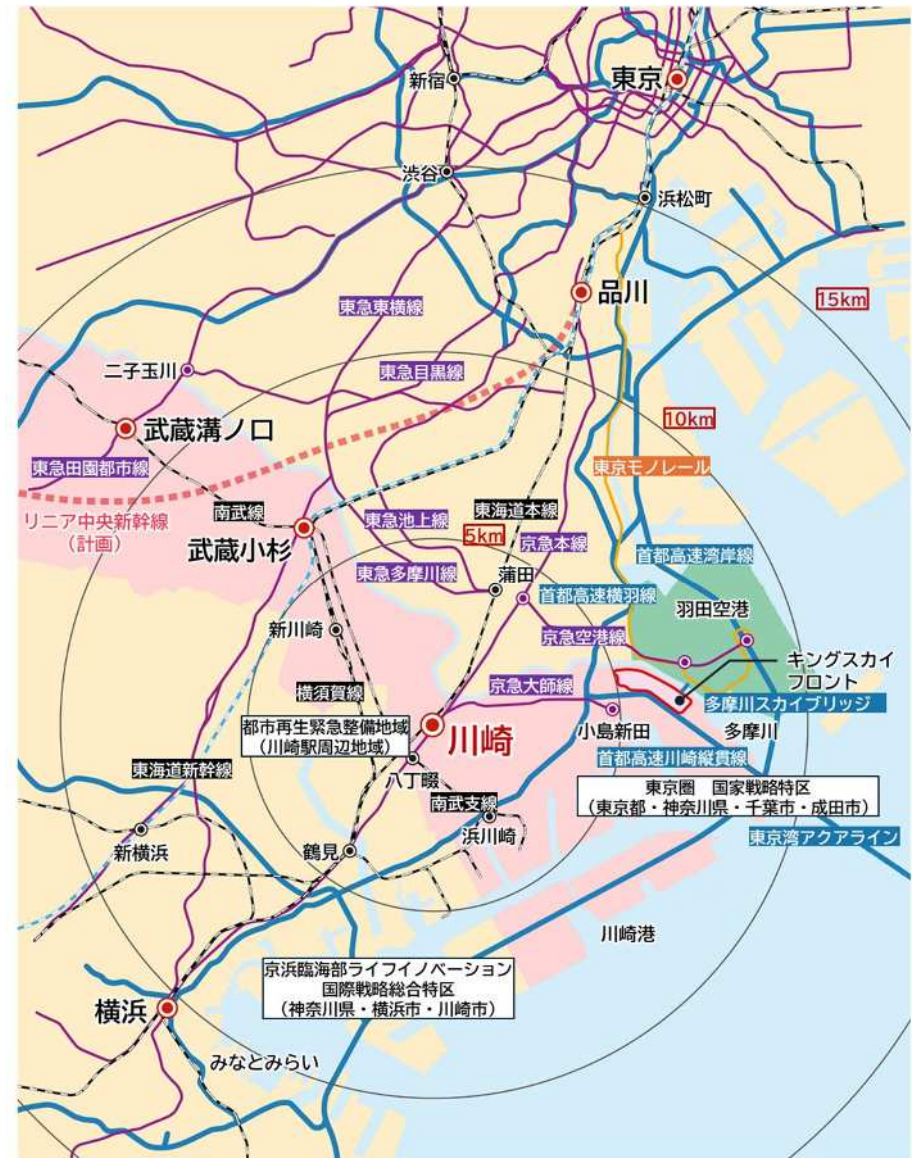 東京
新宿
渋谷
浜松町
品川
15km
東急東横線
二子玉川
東急目黒線
武蔵溝ノ口
10km
東急田園都市線
東京モノレール
リニア中央新幹線
（計画）
南武線
武蔵小杉
東急池上線
東海道本線
5km
京急本線
東急多摩川線
蒲田
首都高速湾岸線
首都高速横羽線
羽田空港
新川崎
京急空港線
キングスカイ
フロント
横須賀線
京急大師線
多摩川スカイブリッジ
都市再生緊急整備地域
（川崎駅周辺地域）
川崎
小島新田
多摩川
東海道新幹線
八丁畷
首都高速川崎縦貫線
東京圏　国家戦略特区
（東京都・神奈川県・千葉市・成田市）
南武支線
浜川崎
東京湾アクアライン
新横浜
鶴見
川崎港
京浜臨海部ライフイノベーション
国際戦略総合特区
（神奈川県・横浜市・川崎市）
横浜
みなとみらい